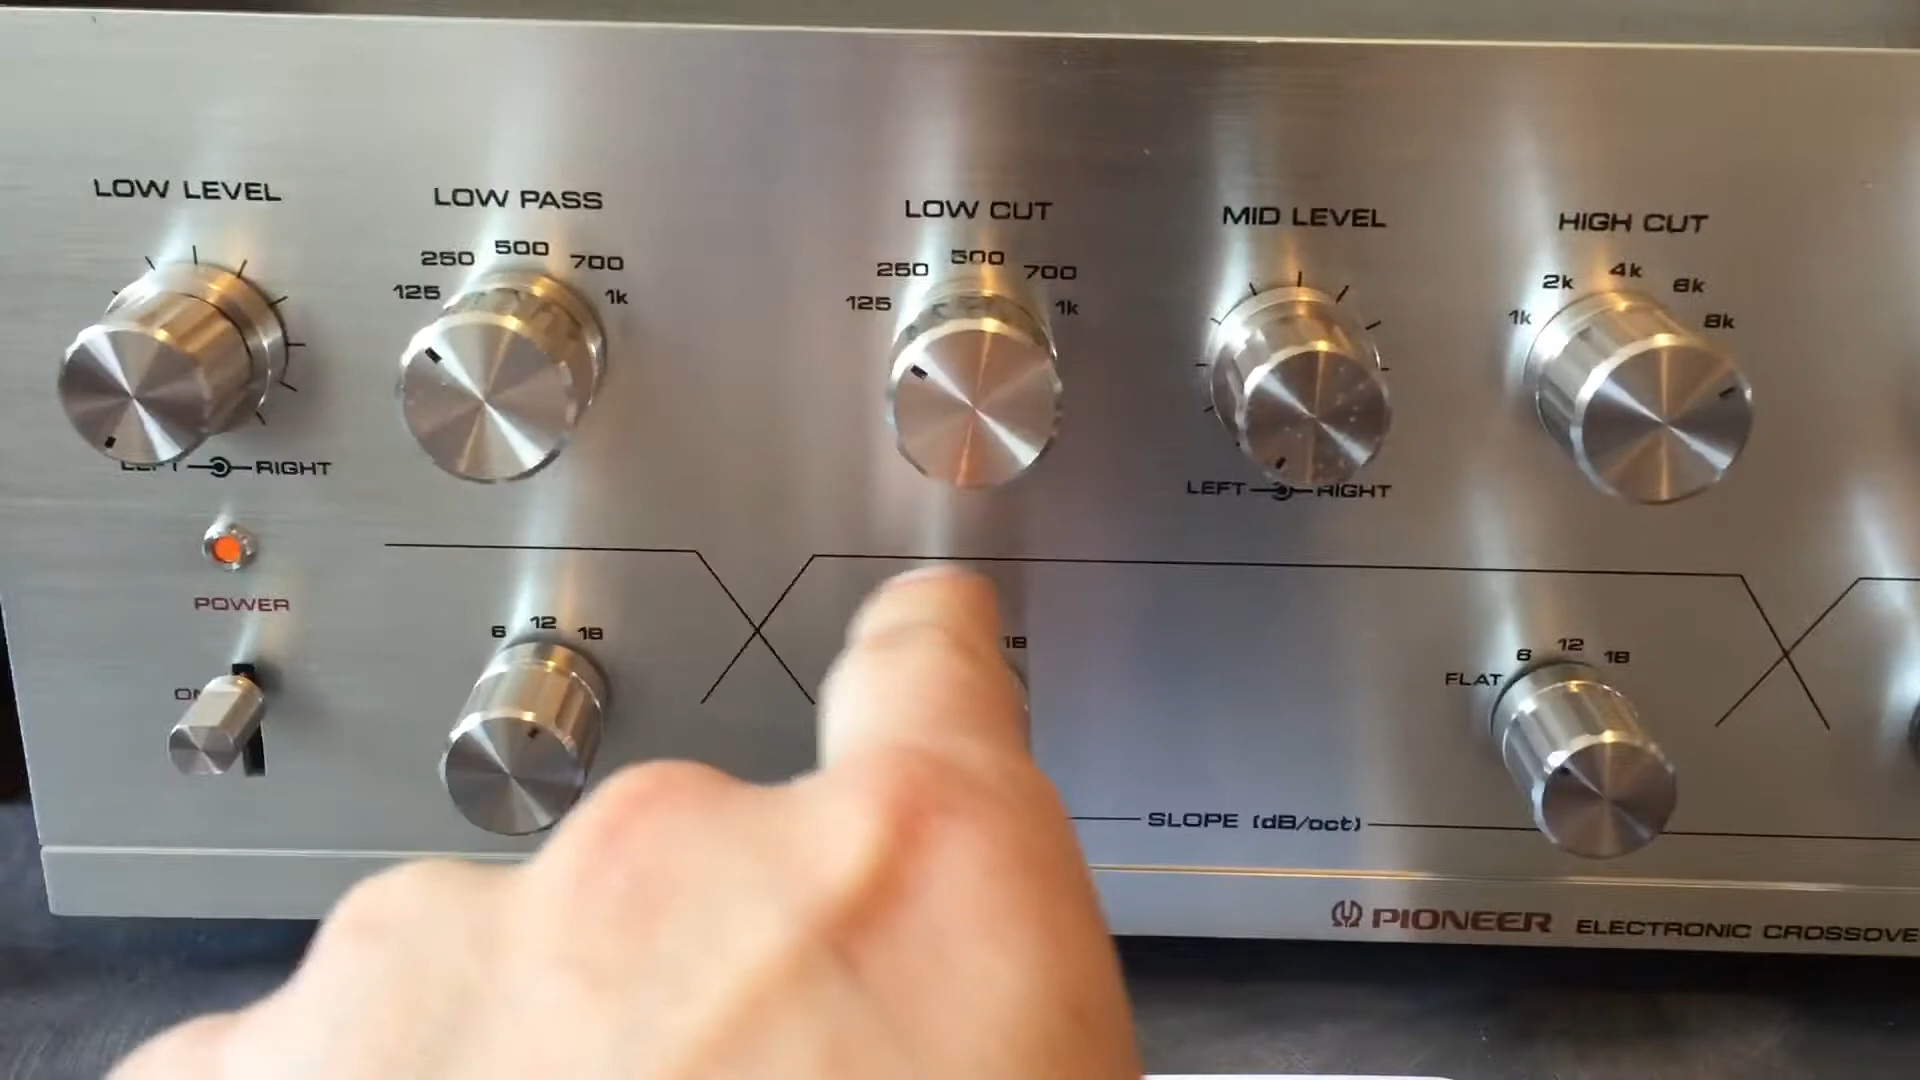 LOW LEVEL
LEFT RIGHT
POWER
ON
LOW PASS
125 250 500 700 1k
6 12 18
LOW CUT
125 250 500 700 1k
18
MID LEVEL
LEFT RIGHT
HIGH CUT
1k 2k 4k 6k 8k
FLAT 6 12 18
SLOPE (dB/oct)
PIONEER ELECTRONIC CROSSOVE